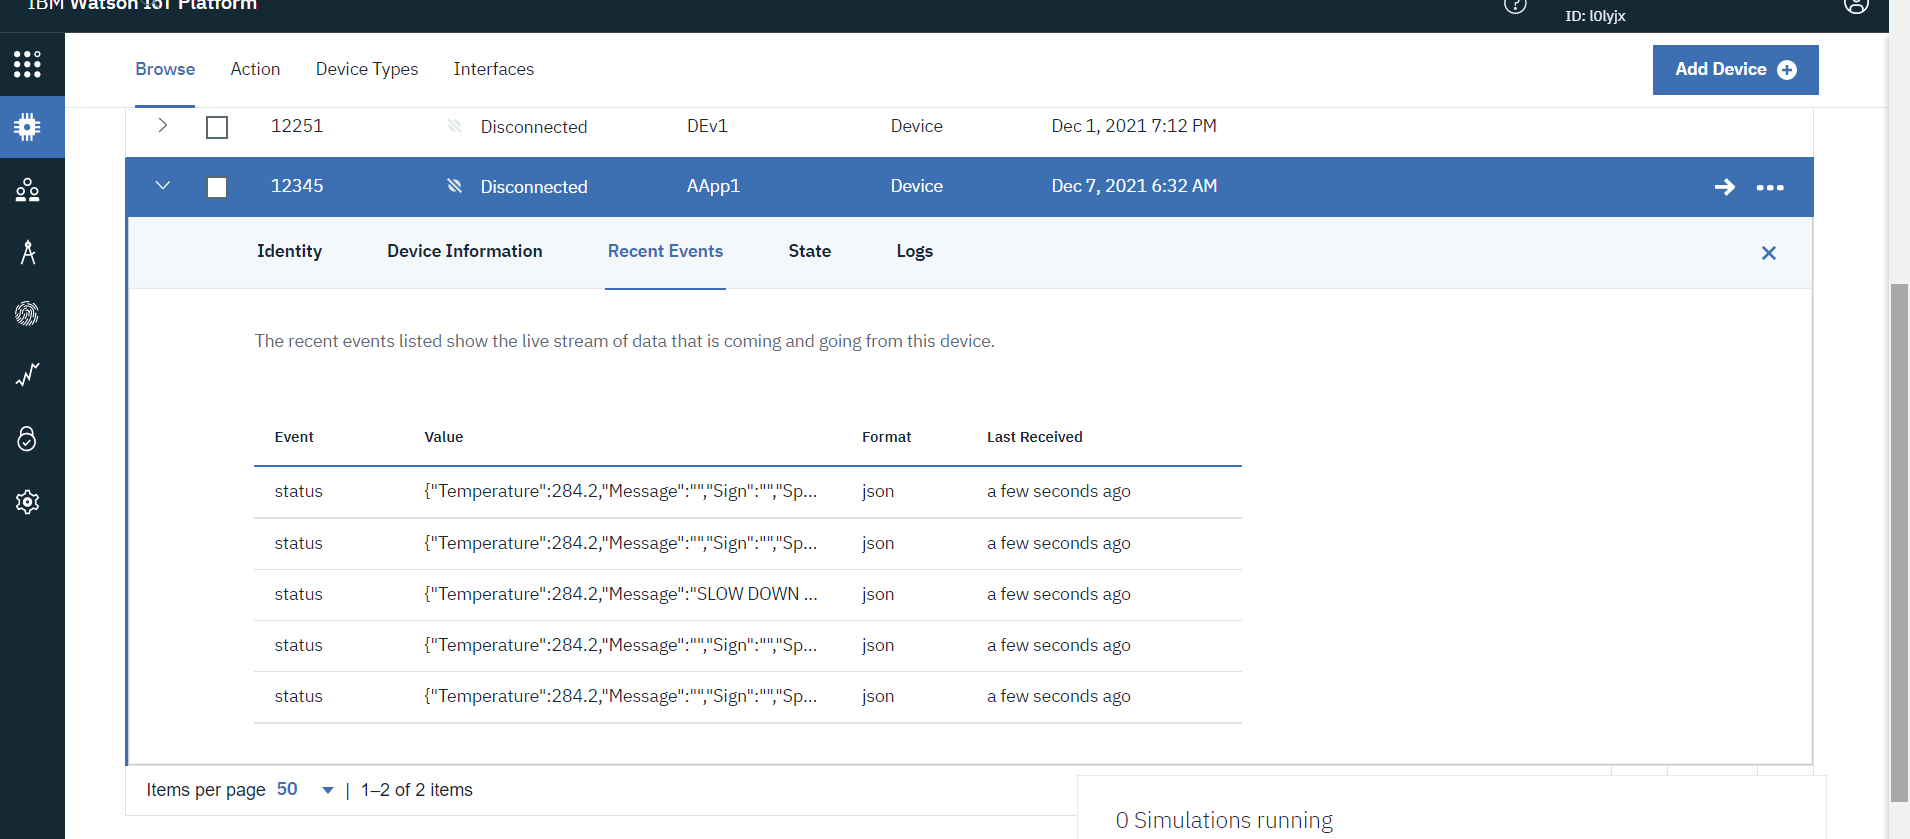 IBM Watson IoT Platform
ID: l0lyjx
Browse Action Device Types Interfaces Add Device
12251 Disconnected DEv1 Device Dec 1, 2021 7:12 PM
12345 Disconnected AApp1 Device Dec 7, 2021 6:32 AM
Identity Device Information Recent Events State Logs
The recent events listed show the live stream of data that is coming and going from this device.
Event Value Format Last Received
status {"Temperature":284.2,"Message":"","Sign":"","Sp... json a few seconds ago
status {"Temperature":284.2,"Message":"","Sign":"","Sp... json a few seconds ago
status {"Temperature":284.2,"Message":"SLOW DOWN ... json a few seconds ago
status {"Temperature":284.2,"Message":"","Sign":"","Sp... json a few seconds ago
status {"Temperature":284.2,"Message":"","Sign":"","Sp... json a few seconds ago
Items per page 50 | 1–2 of 2 items
0 Simulations running